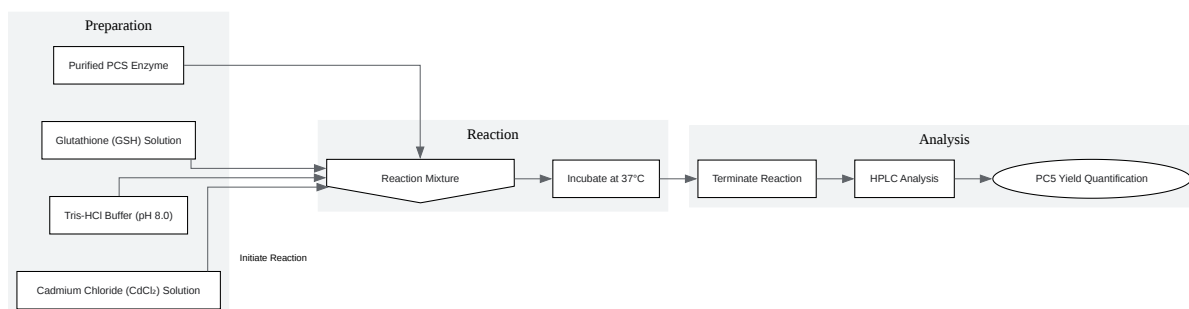 Preparation
Purified PCS Enzyme
Glutathione (GSH) Solution
Tris-HCl Buffer (pH 8.0)
Cadmium Chloride (CdCl₂) Solution
Initiate Reaction
Reaction
Reaction Mixture
Incubate at 37°C
Analysis
Terminate Reaction
HPLC Analysis
PC5 Yield Quantification